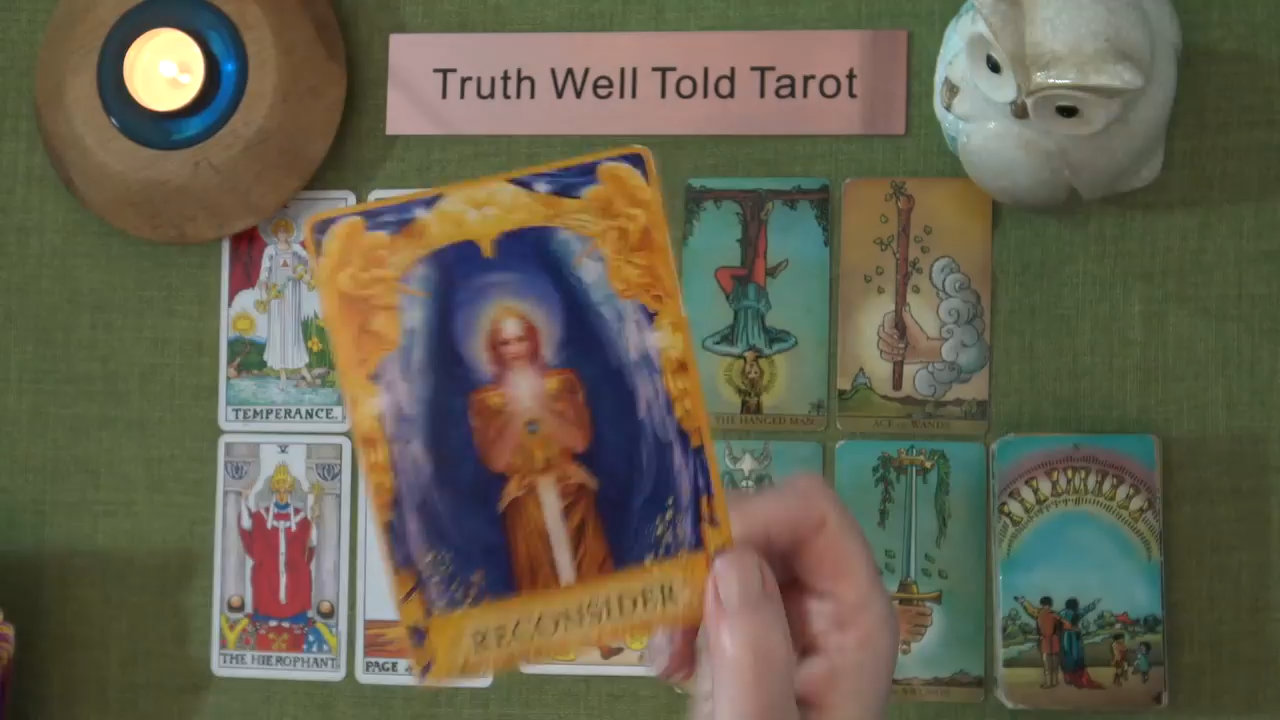 Truth Well Told Tarot
TEMPERANCE.
THE HANGED MAN
ACE OF WANDS
RECONSIDER
V
THE HIEROPHANT
PAGE